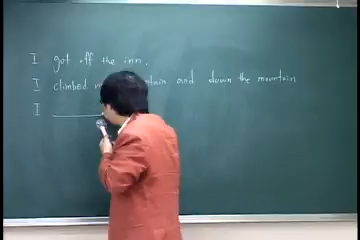 I got off the inn.
I climbed and down the mountain
I